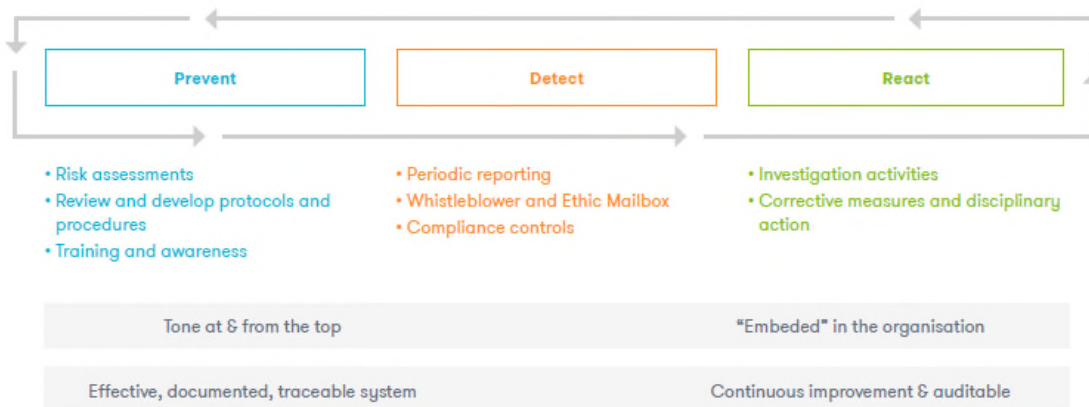 Prevent
Detect
React
• Risk assessments
• Review and develop protocols and
procedures
• Training and awareness
• Periodic reporting
• Whistleblower and Ethic Mailbox
• Compliance controls
• Investigation activities
• Corrective measures and disciplinary
action
Tone at & from the top
“Embeded” in the organisation
Effective, documented, traceable system
Continuous improvement & auditable